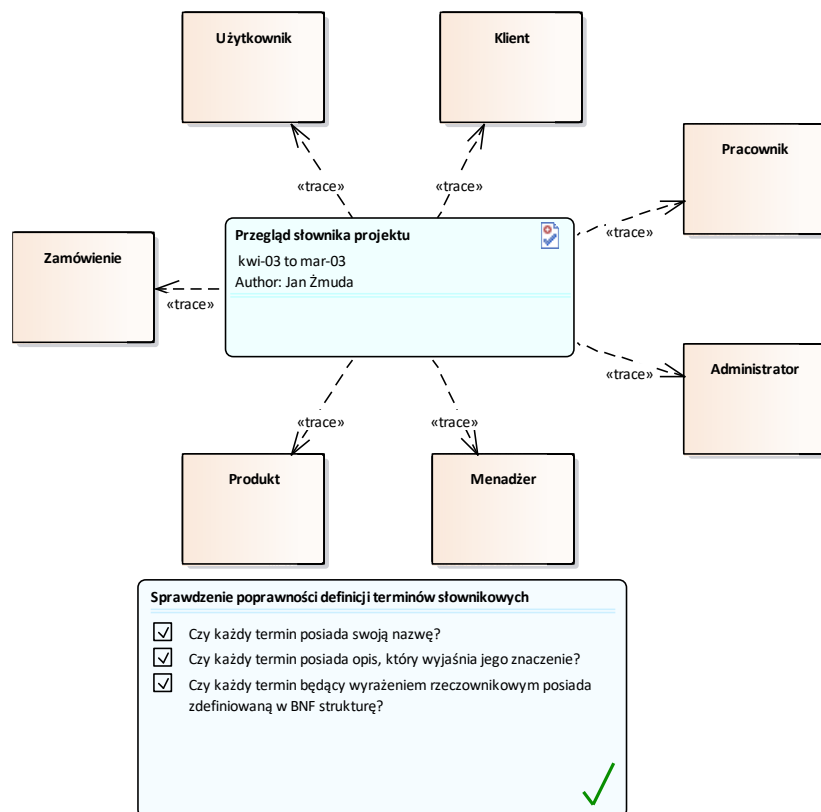 Użytkownik
Klient
Pracownik
«trace»
«trace»
«trace»
Przegląd słownika projektu
kwi-03 to mar-03
Author: Jan Żmuda
Zamówienie
«trace»
Administrator
«trace»
«trace»
«trace»
Produkt
Menadżer
Sprawdzenie poprawności definicji terminów słownikowych
Czy każdy termin posiada swoją nazwę?
Czy każdy termin posiada opis, który wyjaśnia jego znaczenie?
Czy każdy termin będący wyrażeniem rzeczownikowym posiada
zdefiniowaną w BNF strukturę?